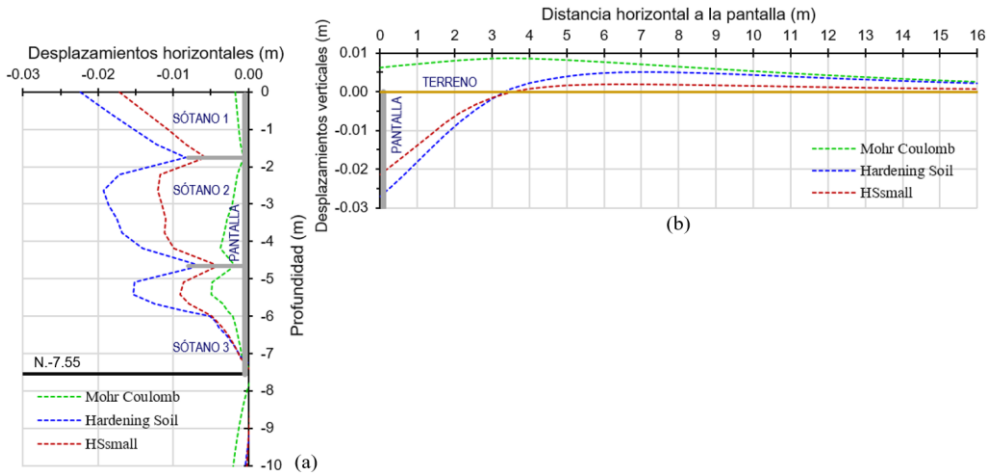 Desplazamientos horizontales (m)
-0.03 -0.02 -0.01 0.00
0
-1
-2
-3
-4
-5
-6
-7
-8
-9
-10
Profundidad (m)
SÓTANO 1
SÓTANO 2
PANTALLA
SÓTANO 3
N.-7.55
Mohr Coulomb
Hardening Soil
HSsmall
(a)
Distancia horizontal a la pantalla (m)
0 1 2 3 4 5 6 7 8 9 10 11 12 13 14 15 16
Desplazamientos verticales (m)
0.01
0.00
-0.01
-0.02
-0.03
TERRENO
PANTALLA
Mohr Coulomb
Hardening Soil
HSsmall
(b)